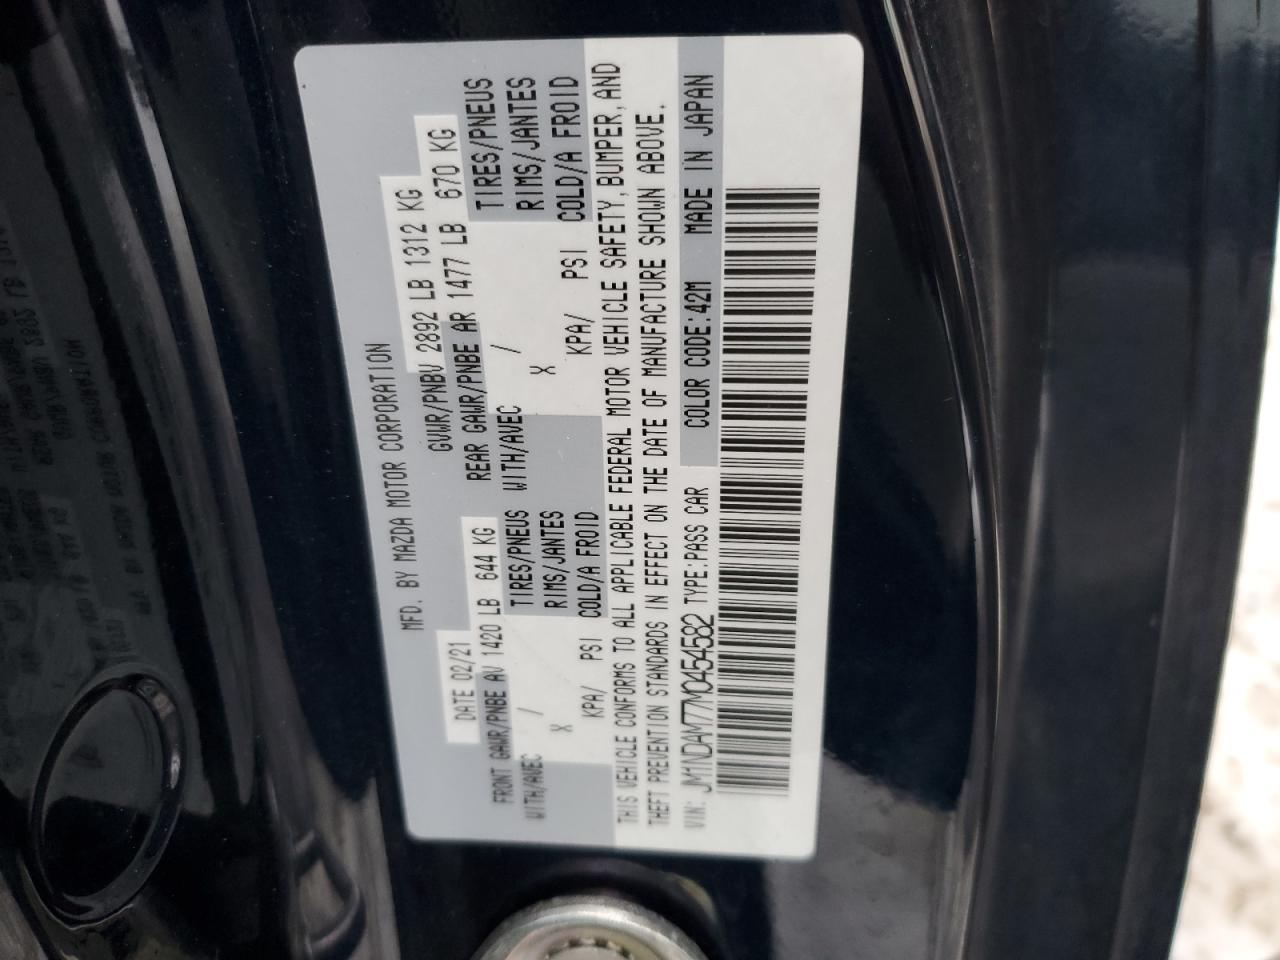 MFD. BY MAZDA MOTOR CORPORATION
DATE 02/21 GVWR/PNBV 2892 LB 1312 KG
FRONT GAWR/PNBE AV 1420 LB 644 KG REAR GAWR/PNBE AR 1477 LB 670 KG
WITH/AVEC / TIRES/PNEUS WITH/AVEC / TIRES/PNEUS
X RIMS/JANTES X RIMS/JANTES
KPA/ PSI COLD/A FROID KPA/ PSI COLD/A FROID
THIS VEHICLE CONFORMS TO ALL APPLICABLE FEDERAL MOTOR VEHICLE SAFETY, BUMPER, AND
THEFT PREVENTION STANDARDS IN EFFECT ON THE DATE OF MANUFACTURE SHOWN ABOVE.
VIN: JM1NDAM77M0454582 TYPE:PASS CAR COLOR CODE:42M MADE IN JAPAN